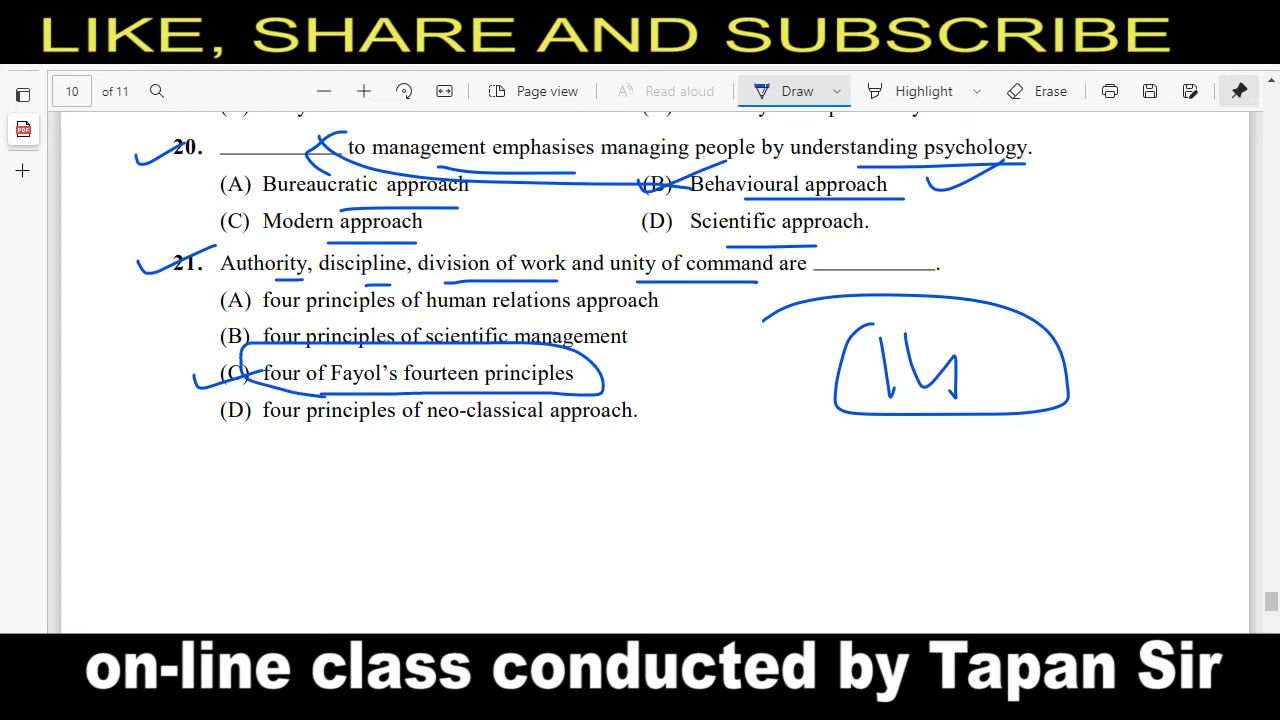 LIKE, SHARE AND SUBSCRIBE
10 of 11 Page view Read aloud Draw Highlight Erase
20. __________ to management emphasises managing people by understanding psychology.
(A) Bureaucratic approach (B) Behavioural approach
(C) Modern approach (D) Scientific approach.
21. Authority, discipline, division of work and unity of command are __________.
(A) four principles of human relations approach
(B) four principles of scientific management
(C) four of Fayol's fourteen principles
(D) four principles of neo-classical approach.
on-line class conducted by Tapan Sir